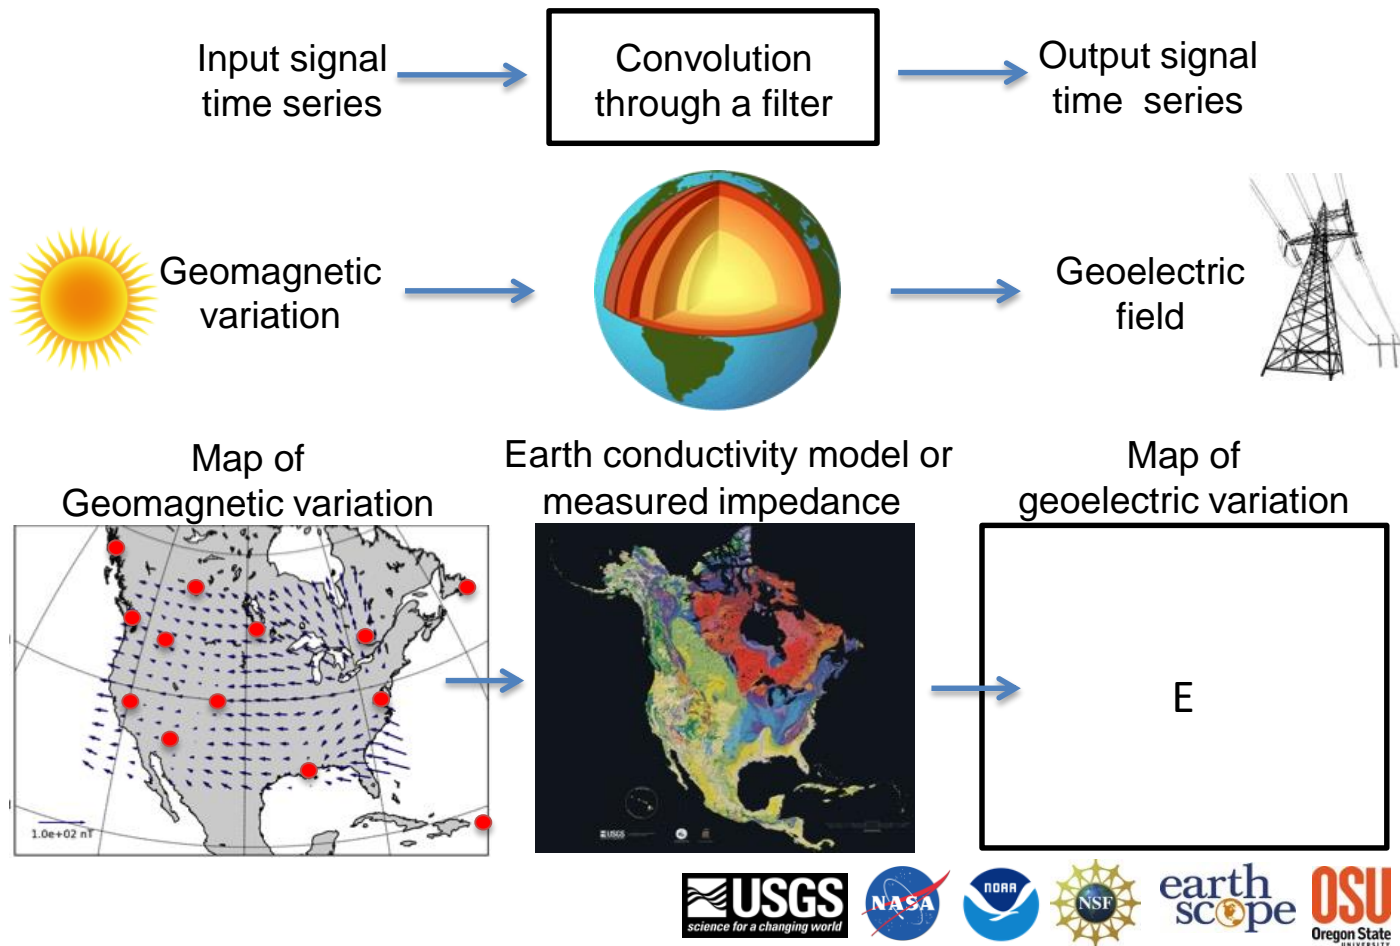 Input signal
time series
Convolution
through a filter
Output signal
time series
Geomagnetic
variation
Geoelectric
field
Map of
Geomagnetic variation
Earth conductivity model or
measured impedance
Map of
geoelectric variation
1.0e+02 nT
USGS
E
USGS
science for a changing world
NASA
NOAA
NSF
earth
scope
OSU
Oregon State
UNIVERSITY